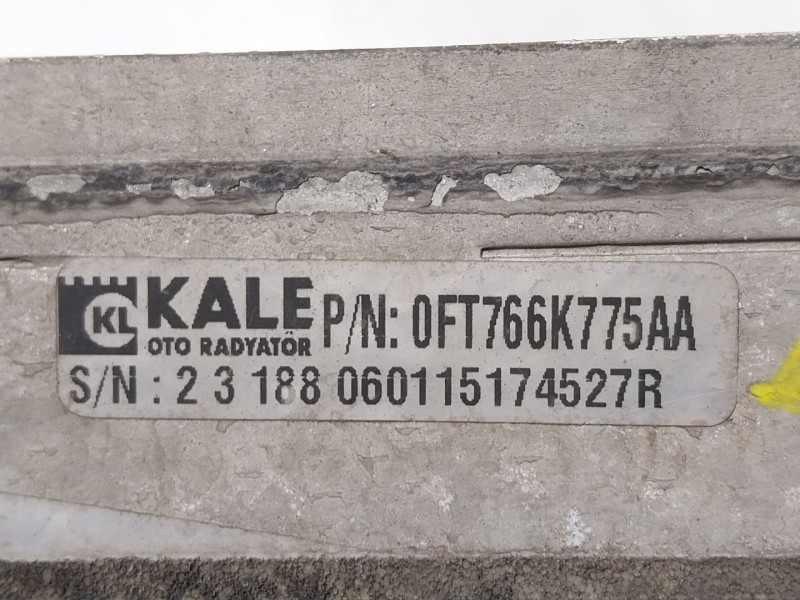 KL KALE P/N: 0FT766K775AA
OTO RADYATÖR
S/N : 2 3 188 060115174527R